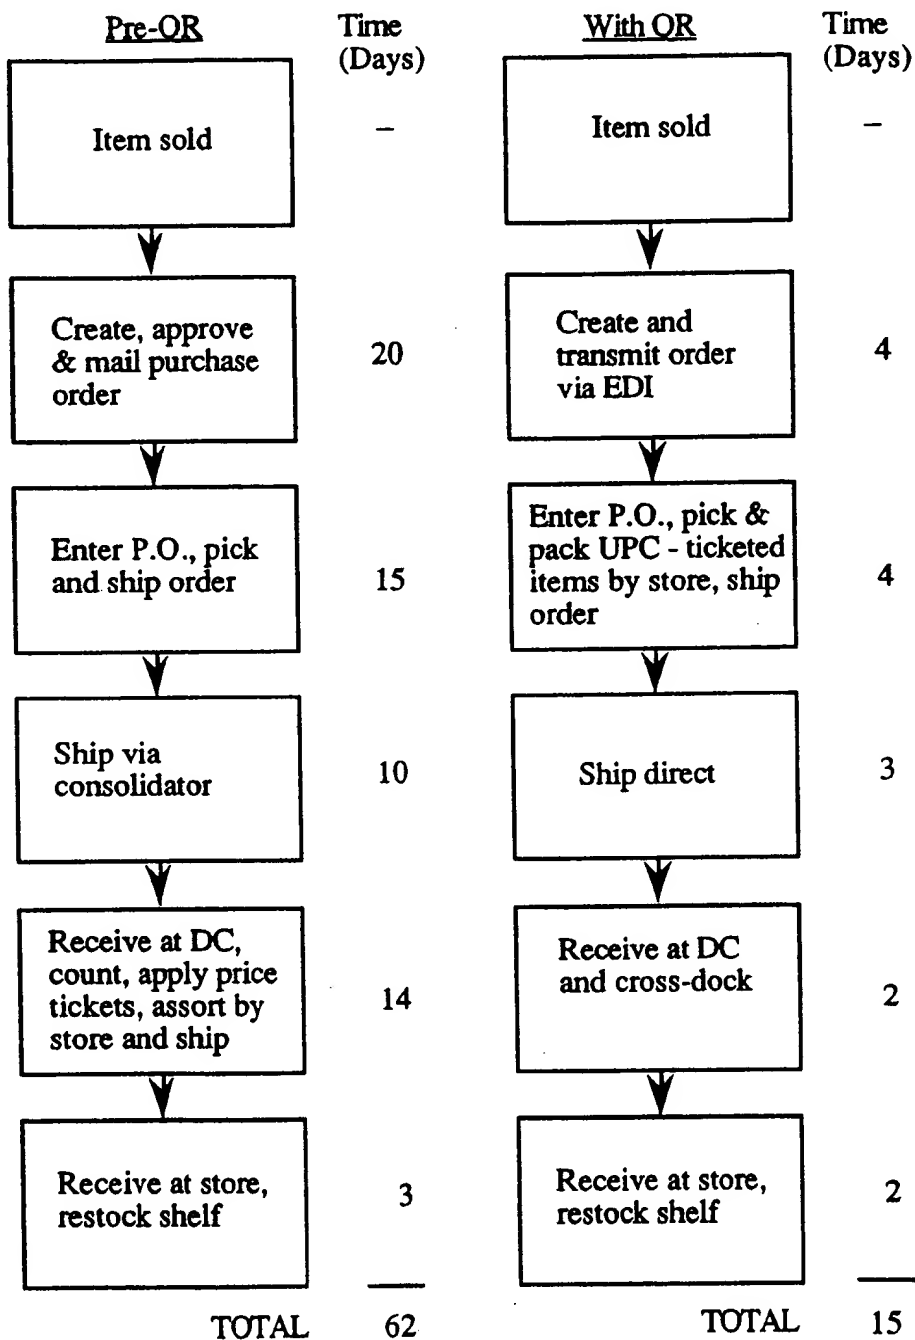 Pre-QR
Time
(Days)
Item sold
–
Create, approve
& mail purchase
order
20
Enter P.O., pick
and ship order
15
Ship via
consolidator
10
Receive at DC,
count, apply price
tickets, assort by
store and ship
14
Receive at store,
restock shelf
3
TOTAL 62
With QR
Time
(Days)
Item sold
–
Create and
transmit order
via EDI
4
Enter P.O., pick &
pack UPC - ticketed
items by store, ship
order
4
Ship direct
3
Receive at DC
and cross-dock
2
Receive at store,
restock shelf
2
TOTAL 15